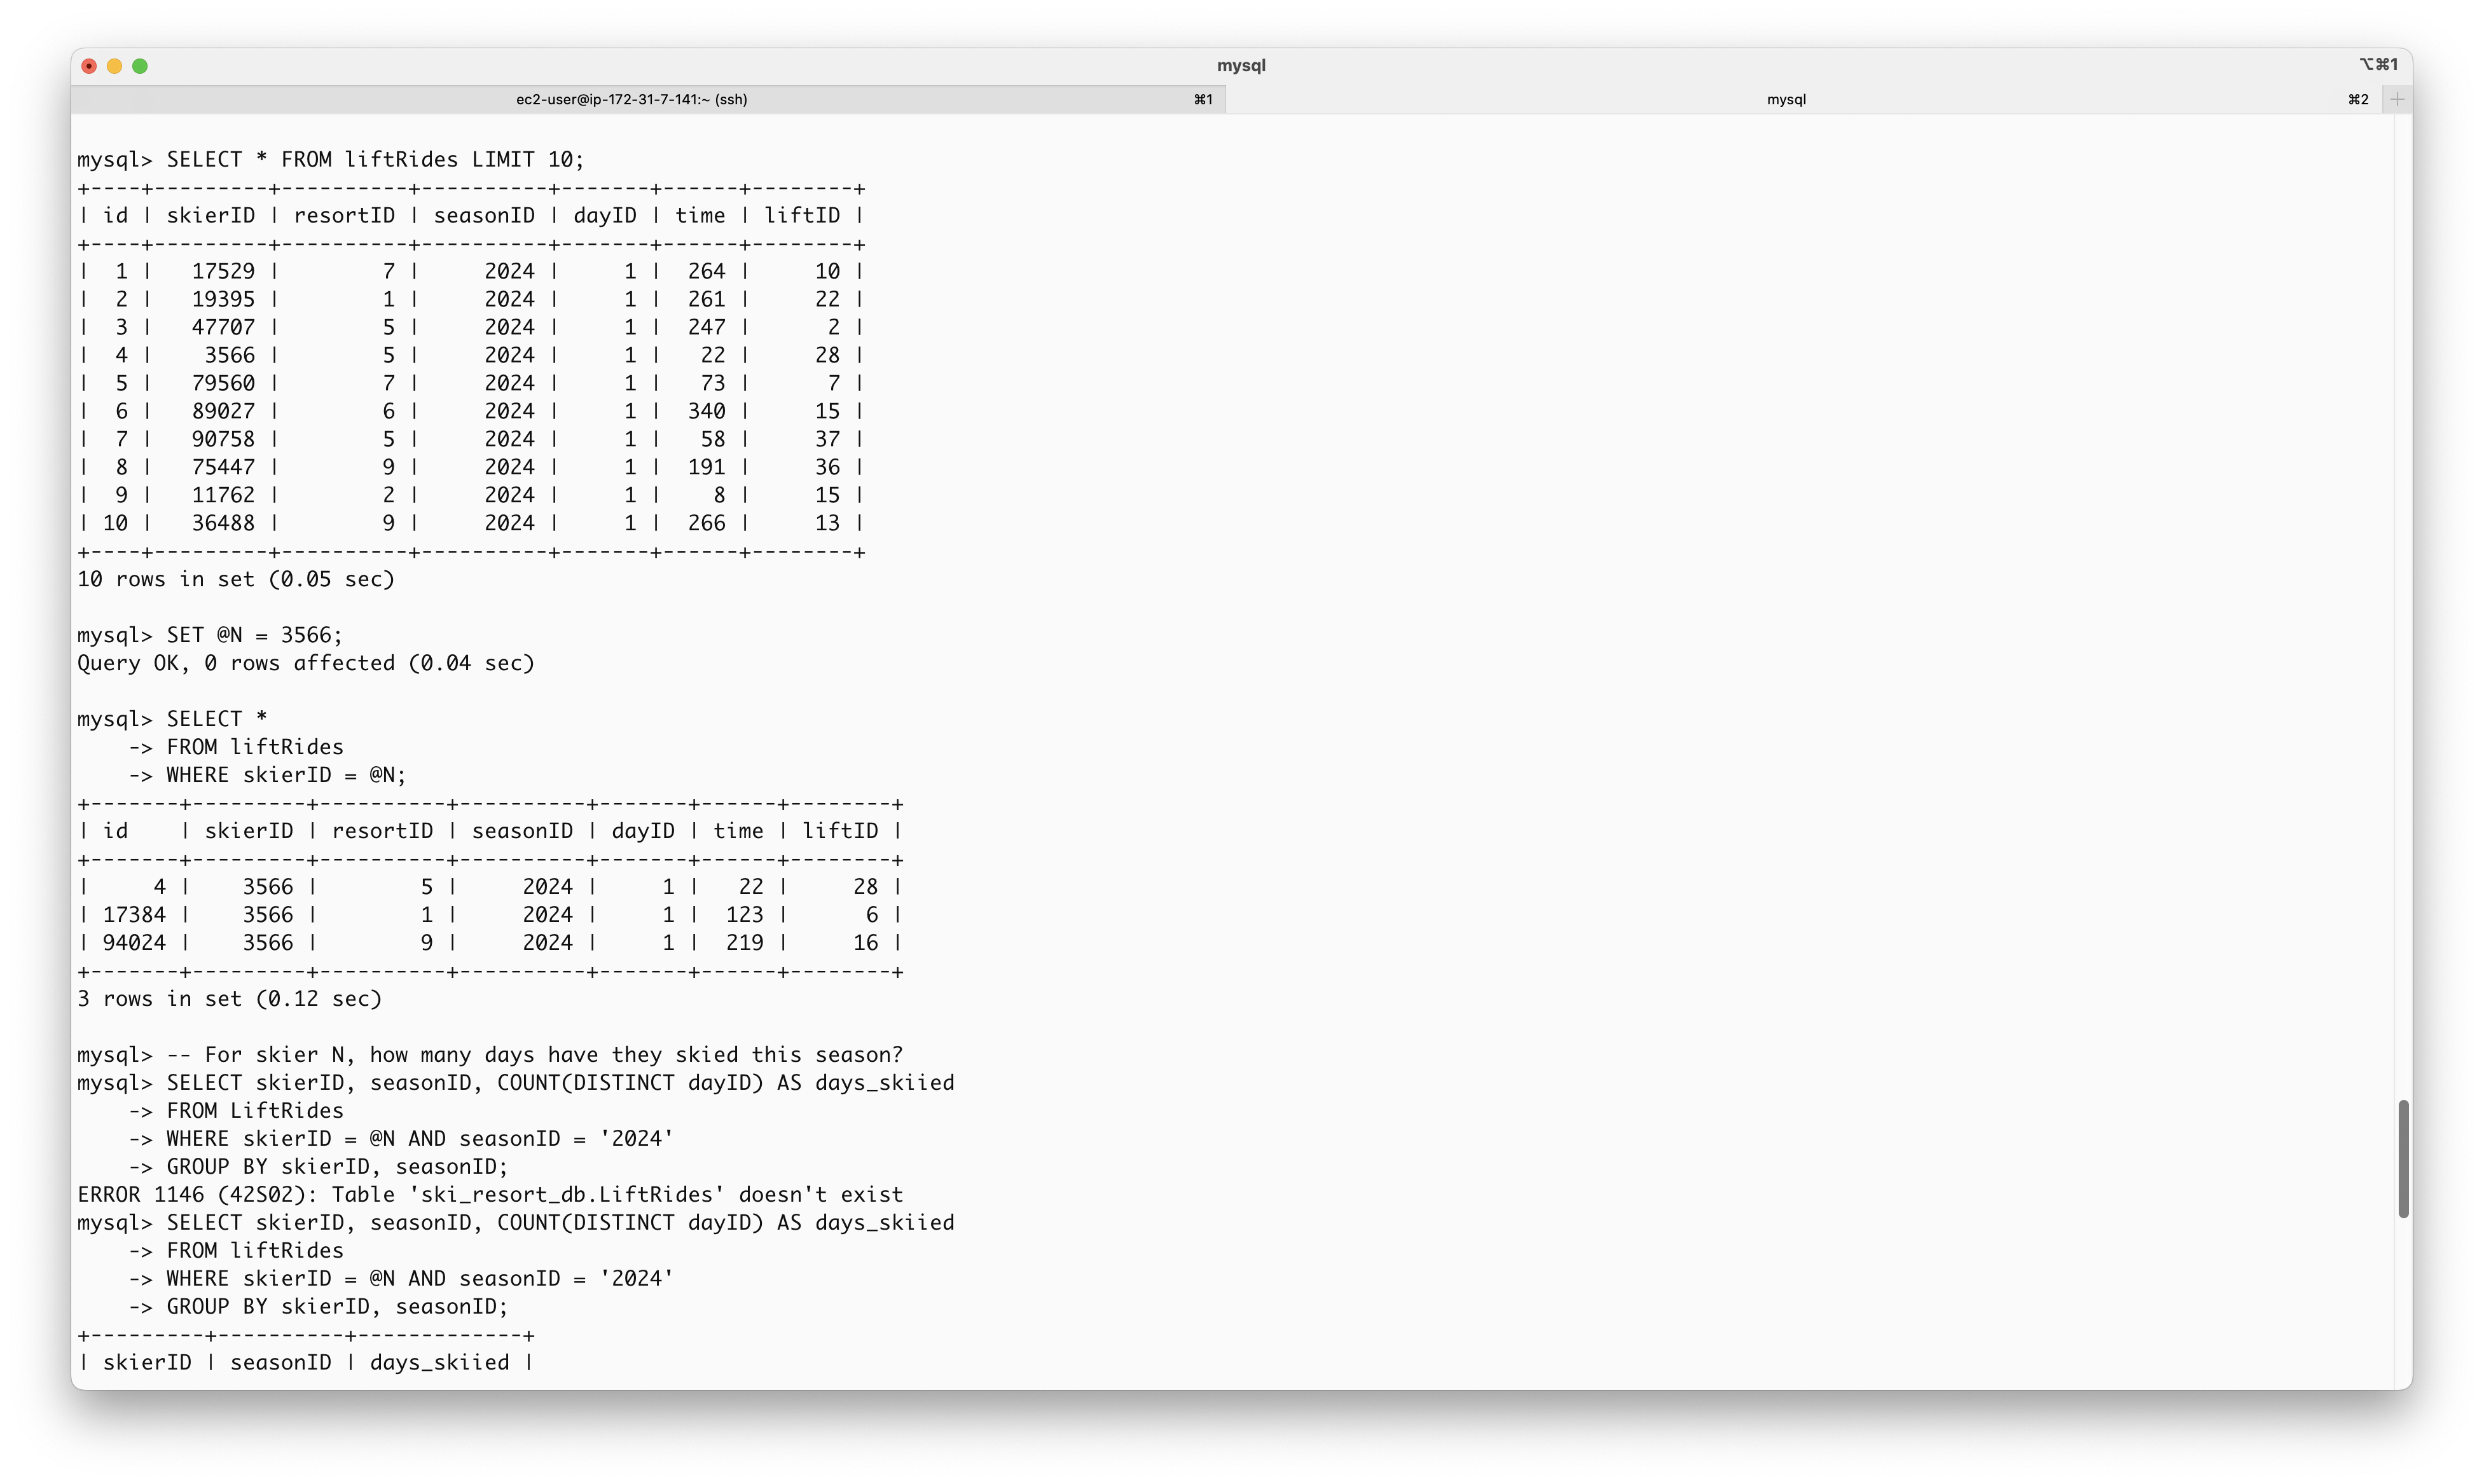 mysql
⌥⌘1
ec2-user@ip-172-31-7-141:~ (ssh) ⌘1 mysql ⌘2 +
mysql> SELECT * FROM liftRides LIMIT 10;
+----+---------+----------+----------+-------+------+--------+
| id | skierID | resortID | seasonID | dayID | time | liftID |
+----+---------+----------+----------+-------+------+--------+
|  1 |   17529 |        7 |     2024 |     1 |  264 |     10 |
|  2 |   19395 |        1 |     2024 |     1 |  261 |     22 |
|  3 |   47707 |        5 |     2024 |     1 |  247 |      2 |
|  4 |    3566 |        5 |     2024 |     1 |   22 |     28 |
|  5 |   79560 |        7 |     2024 |     1 |   73 |      7 |
|  6 |   89027 |        6 |     2024 |     1 |  340 |     15 |
|  7 |   90758 |        5 |     2024 |     1 |   58 |     37 |
|  8 |   75447 |        9 |     2024 |     1 |  191 |     36 |
|  9 |   11762 |        2 |     2024 |     1 |    8 |     15 |
| 10 |   36488 |        9 |     2024 |     1 |  266 |     13 |
+----+---------+----------+----------+-------+------+--------+
10 rows in set (0.05 sec)
mysql> SET @N = 3566;
Query OK, 0 rows affected (0.04 sec)
mysql> SELECT *
    -> FROM liftRides
    -> WHERE skierID = @N;
+-------+---------+----------+----------+-------+------+--------+
| id    | skierID | resortID | seasonID | dayID | time | liftID |
+-------+---------+----------+----------+-------+------+--------+
|     4 |    3566 |        5 |     2024 |     1 |   22 |     28 |
| 17384 |    3566 |        1 |     2024 |     1 |  123 |      6 |
| 94024 |    3566 |        9 |     2024 |     1 |  219 |     16 |
+-------+---------+----------+----------+-------+------+--------+
3 rows in set (0.12 sec)
mysql> -- For skier N, how many days have they skied this season?
mysql> SELECT skierID, seasonID, COUNT(DISTINCT dayID) AS days_skiied
    -> FROM LiftRides
    -> WHERE skierID = @N AND seasonID = '2024'
    -> GROUP BY skierID, seasonID;
ERROR 1146 (42S02): Table 'ski_resort_db.LiftRides' doesn't exist
mysql> SELECT skierID, seasonID, COUNT(DISTINCT dayID) AS days_skiied
    -> FROM liftRides
    -> WHERE skierID = @N AND seasonID = '2024'
    -> GROUP BY skierID, seasonID;
+---------+----------+-------------+
| skierID | seasonID | days_skiied |